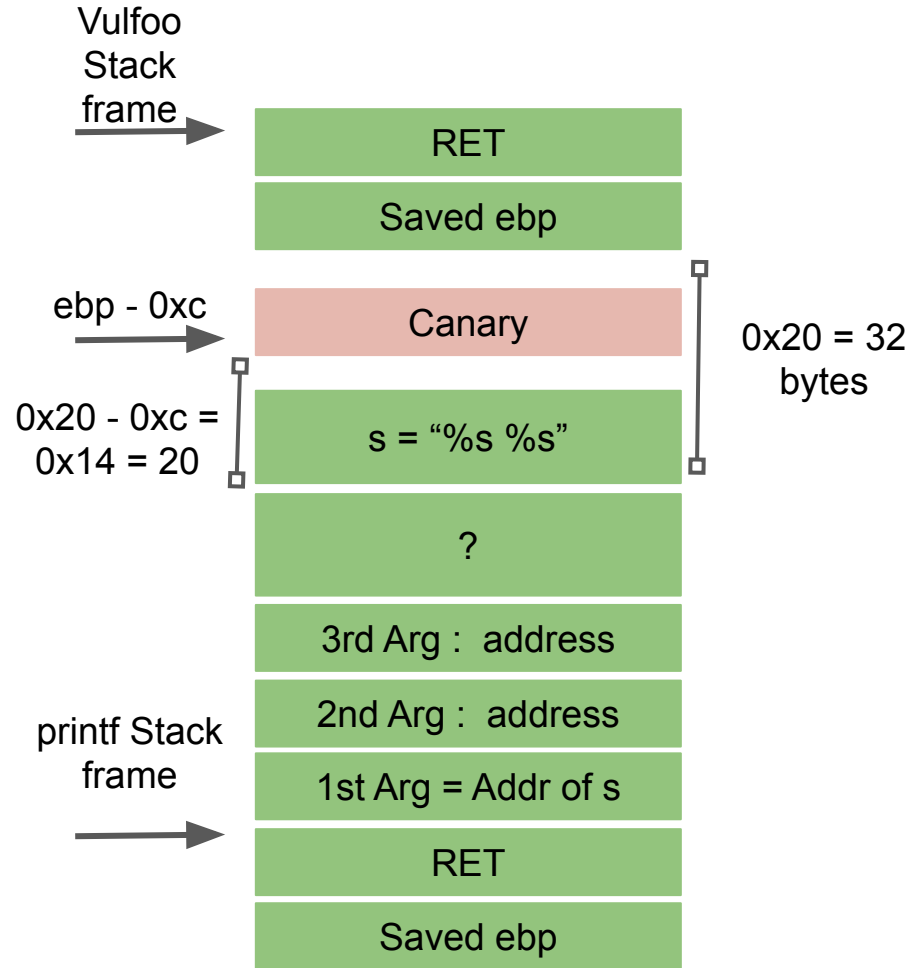 Vulfoo
Stack
frame
RET
Saved ebp
ebp - 0xc
Canary
0x20 = 32
bytes
0x20 - 0xc =
0x14 = 20
s = “%s %s”
?
3rd Arg : address
2nd Arg : address
printf Stack
frame
1st Arg = Addr of s
RET
Saved ebp